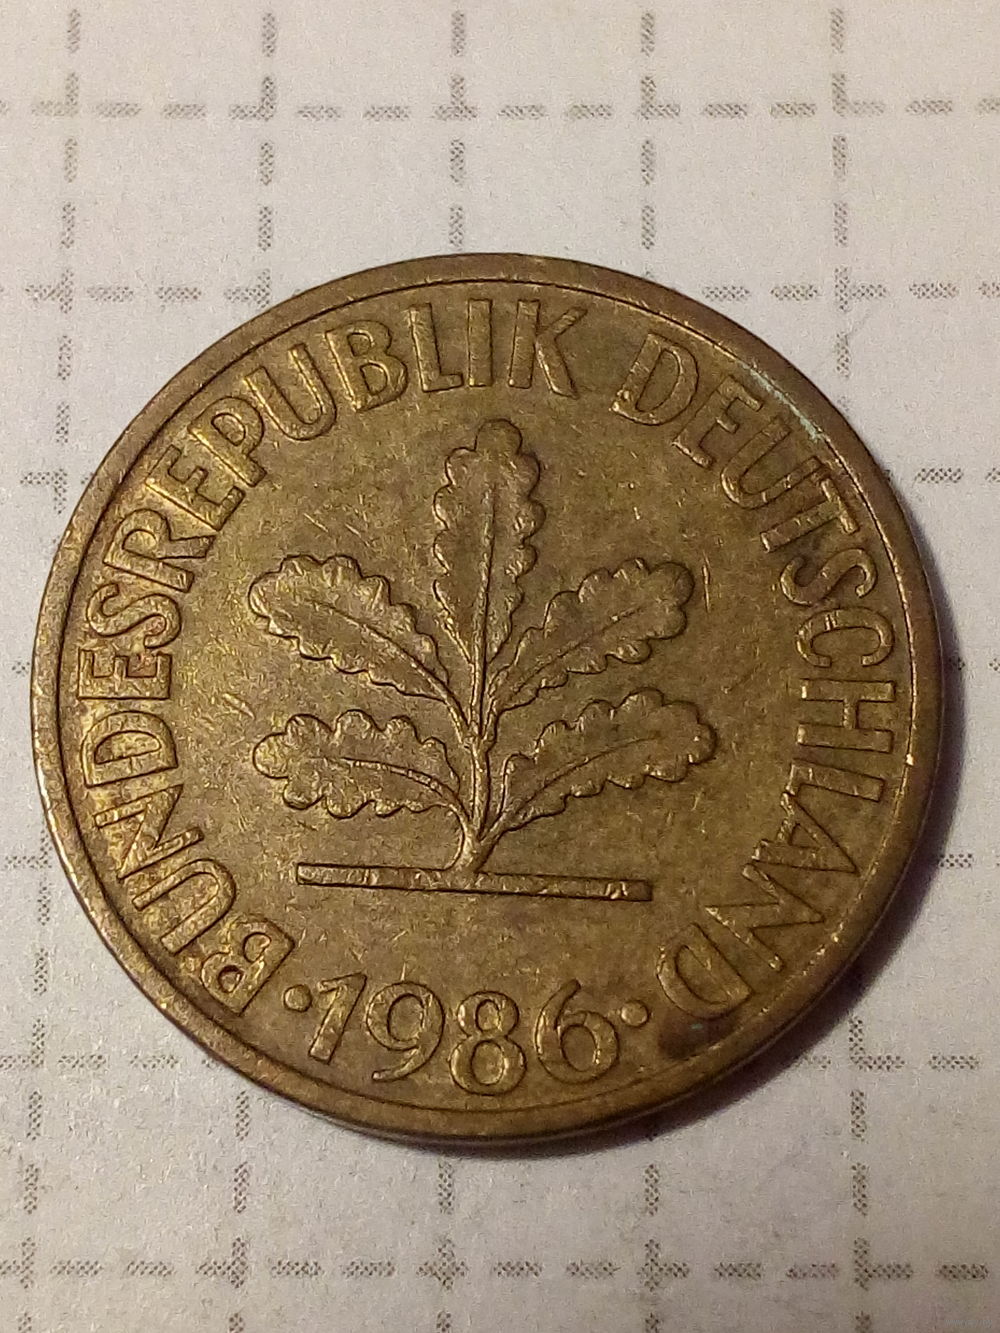 BUNDESREPUBLIK DEUTSCHLAND
· 1986 ·